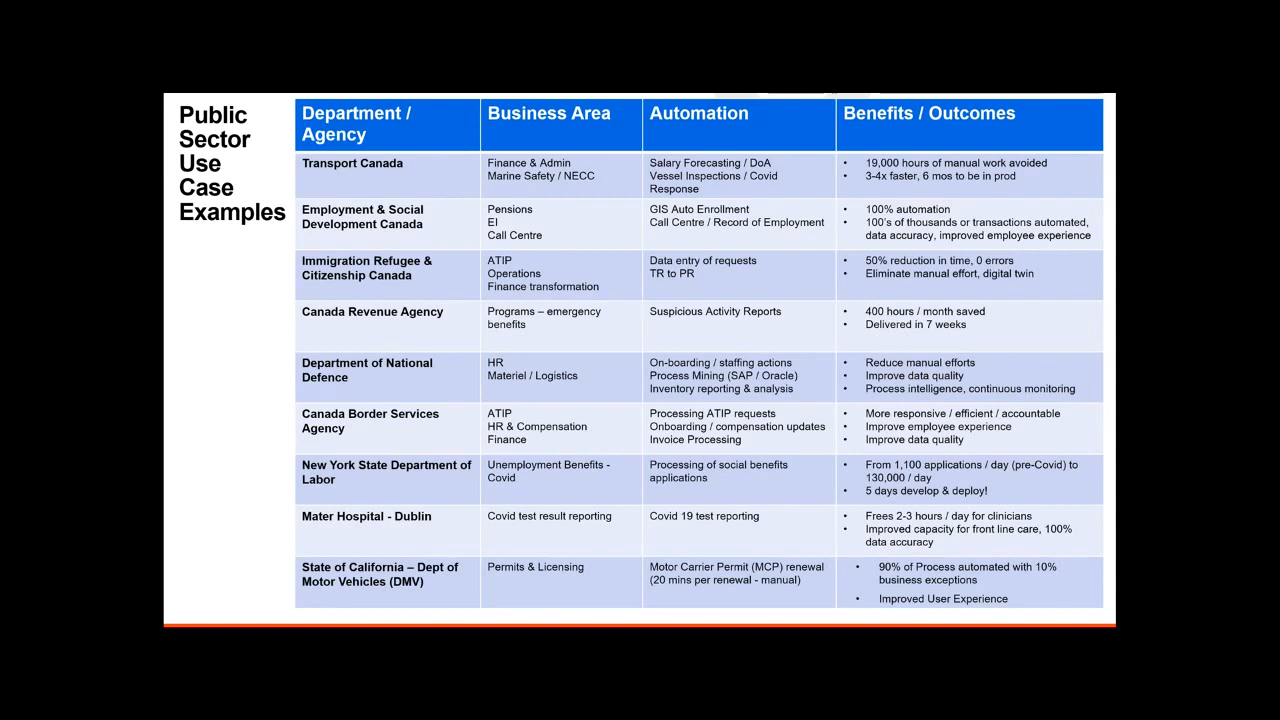 Public
Sector
Use
Case
Examples
Department /
Agency
Business Area
Automation
Benefits / Outcomes
Transport Canada
Finance & Admin
Marine Safety / NECC
Salary Forecasting / DoA
Vessel Inspections / Covid
Response
• 19,000 hours of manual work avoided
• 3-4x faster, 6 mos to be in prod
Employment & Social
Development Canada
Pensions
EI
Call Centre
GIS Auto Enrollment
Call Centre / Record of Employment
• 100% automation
• 100's of thousands or transactions automated,
data accuracy, improved employee experience
Immigration Refugee &
Citizenship Canada
ATIP
Operations
Finance transformation
Data entry of requests
TR to PR
• 50% reduction in time, 0 errors
• Eliminate manual effort, digital twin
Canada Revenue Agency
Programs – emergency
benefits
Suspicious Activity Reports
• 400 hours / month saved
• Delivered in 7 weeks
Department of National
Defence
HR
Materiel / Logistics
On-boarding / staffing actions
Process Mining (SAP / Oracle)
Inventory reporting & analysis
• Reduce manual efforts
• Improve data quality
• Process intelligence, continuous monitoring
Canada Border Services
Agency
ATIP
HR & Compensation
Finance
Processing ATIP requests
Onboarding / compensation updates
Invoice Processing
• More responsive / efficient / accountable
• Improve employee experience
• Improve data quality
New York State Department of
Labor
Unemployment Benefits -
Covid
Processing of social benefits
applications
• From 1,100 applications / day (pre-Covid) to
130,000 / day
• 5 days develop & deploy!
Mater Hospital - Dublin
Covid test result reporting
Covid 19 test reporting
• Frees 2-3 hours / day for clinicians
• Improved capacity for front line care, 100%
data accuracy
State of California – Dept of
Motor Vehicles (DMV)
Permits & Licensing
Motor Carrier Permit (MCP) renewal
(20 mins per renewal - manual)
• 90% of Process automated with 10%
business exceptions
• Improved User Experience